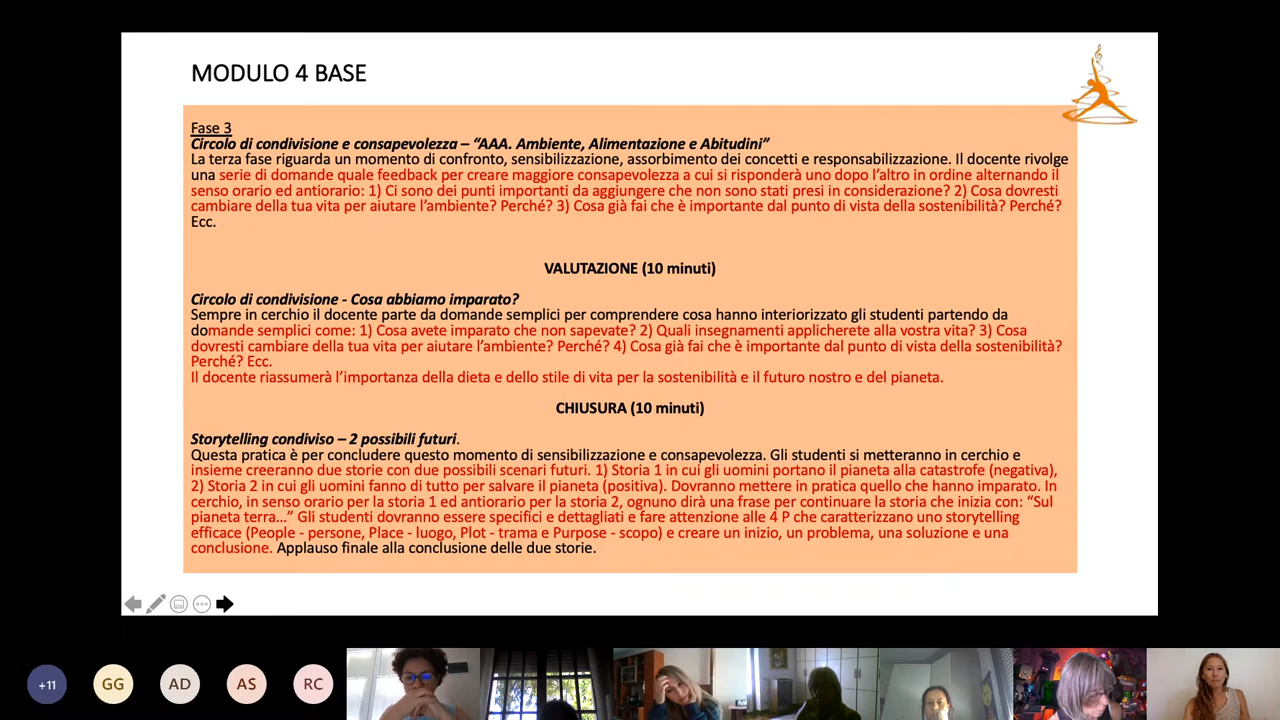 MODULO 4 BASE
Fase 3
Circolo di condivisione e consapevolezza – “AAA. Ambiente, Alimentazione e Abitudini”
La terza fase riguarda un momento di confronto, sensibilizzazione, assorbimento dei concetti e responsabilizzazione. Il docente rivolge
una serie di domande quale feedback per creare maggiore consapevolezza a cui si risponderà uno dopo l’altro in ordine alternando il
senso orario ed antiorario: 1) Ci sono dei punti importanti da aggiungere che non sono stati presi in considerazione? 2) Cosa dovresti
cambiare della tua vita per aiutare l’ambiente? Perché? 3) Cosa già fai che è importante dal punto di vista della sostenibilità? Perché?
Ecc.
VALUTAZIONE (10 minuti)
Circolo di condivisione - Cosa abbiamo imparato?
Sempre in cerchio il docente parte da domande semplici per comprendere cosa hanno interiorizzato gli studenti partendo da
domande semplici come: 1) Cosa avete imparato che non sapevate? 2) Quali insegnamenti applicherete alla vostra vita? 3) Cosa
dovresti cambiare della tua vita per aiutare l’ambiente? Perché? 4) Cosa già fai che è importante dal punto di vista della sostenibilità?
Perché? Ecc.
Il docente riassumerà l’importanza della dieta e dello stile di vita per la sostenibilità e il futuro nostro e del pianeta.
CHIUSURA (10 minuti)
Storytelling condiviso – 2 possibili futuri.
Questa pratica è per concludere questo momento di sensibilizzazione e consapevolezza. Gli studenti si metteranno in cerchio e
insieme creeranno due storie con due possibili scenari futuri. 1) Storia 1 in cui gli uomini portano il pianeta alla catastrofe (negativa),
2) Storia 2 in cui gli uomini fanno di tutto per salvare il pianeta (positiva). Dovranno mettere in pratica quello che hanno imparato. In
cerchio, in senso orario per la storia 1 ed antiorario per la storia 2, ognuno dirà una frase per continuare la storia che inizia con: “Sul
pianeta terra…” Gli studenti dovranno essere specifici e dettagliati e fare attenzione alle 4 P che caratterizzano uno storytelling
efficace (People - persone, Place - luogo, Plot - trama e Purpose - scopo) e creare un inizio, un problema, una soluzione e una
conclusione. Applauso finale alla conclusione delle due storie.
+11
GG
AD
AS
RC